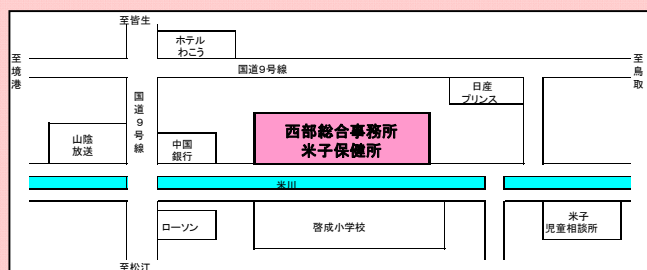 至皆生
ホテル
わこう
至境港
国道9号線
至鳥取
日産
プリンス
国道9号線
山陰
放送
中国
銀行
西部総合事務所
米子保健所
米川
ローソン
啓成小学校
米子
児童相談所
至松江